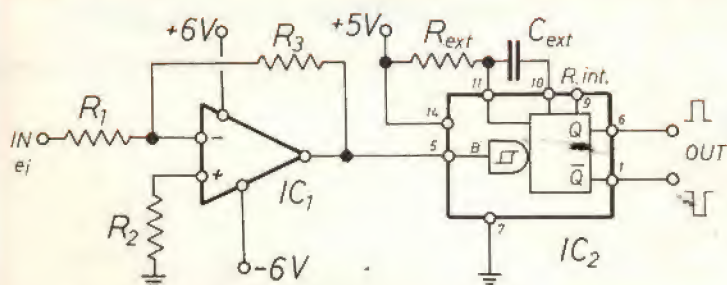 +6V
+5V
R3
Rext
Cext
11
10
R.int.
9
14
R1
IN
ei
-
+
IC1
5
B
Q
6
OUT
Q̅
1
R2
-6V
7
IC2